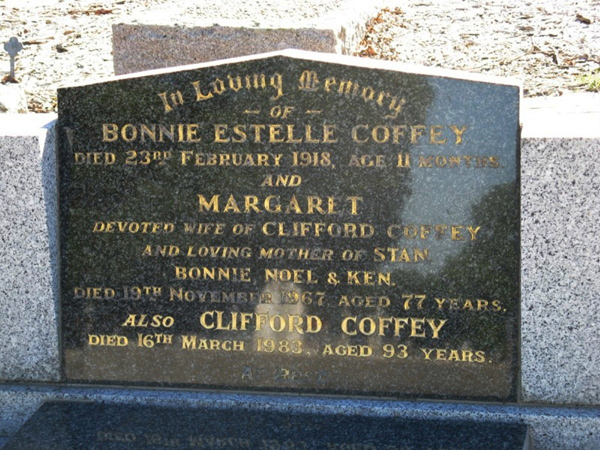 In Loving Memory
- OF -
BONNIE ESTELLE COFFEY
DIED 23RD FEBRUARY 1918, AGE 11 MONTHS
AND
MARGARET
DEVOTED WIFE OF CLIFFORD COFFEY
AND LOVING MOTHER OF STAN,
BONNIE, NOEL & KEN.
DIED 19TH NOVEMBER 1967, AGED 77 YEARS.
ALSO CLIFFORD COFFEY
DIED 16TH MARCH 1983, AGED 93 YEARS.
AT REST